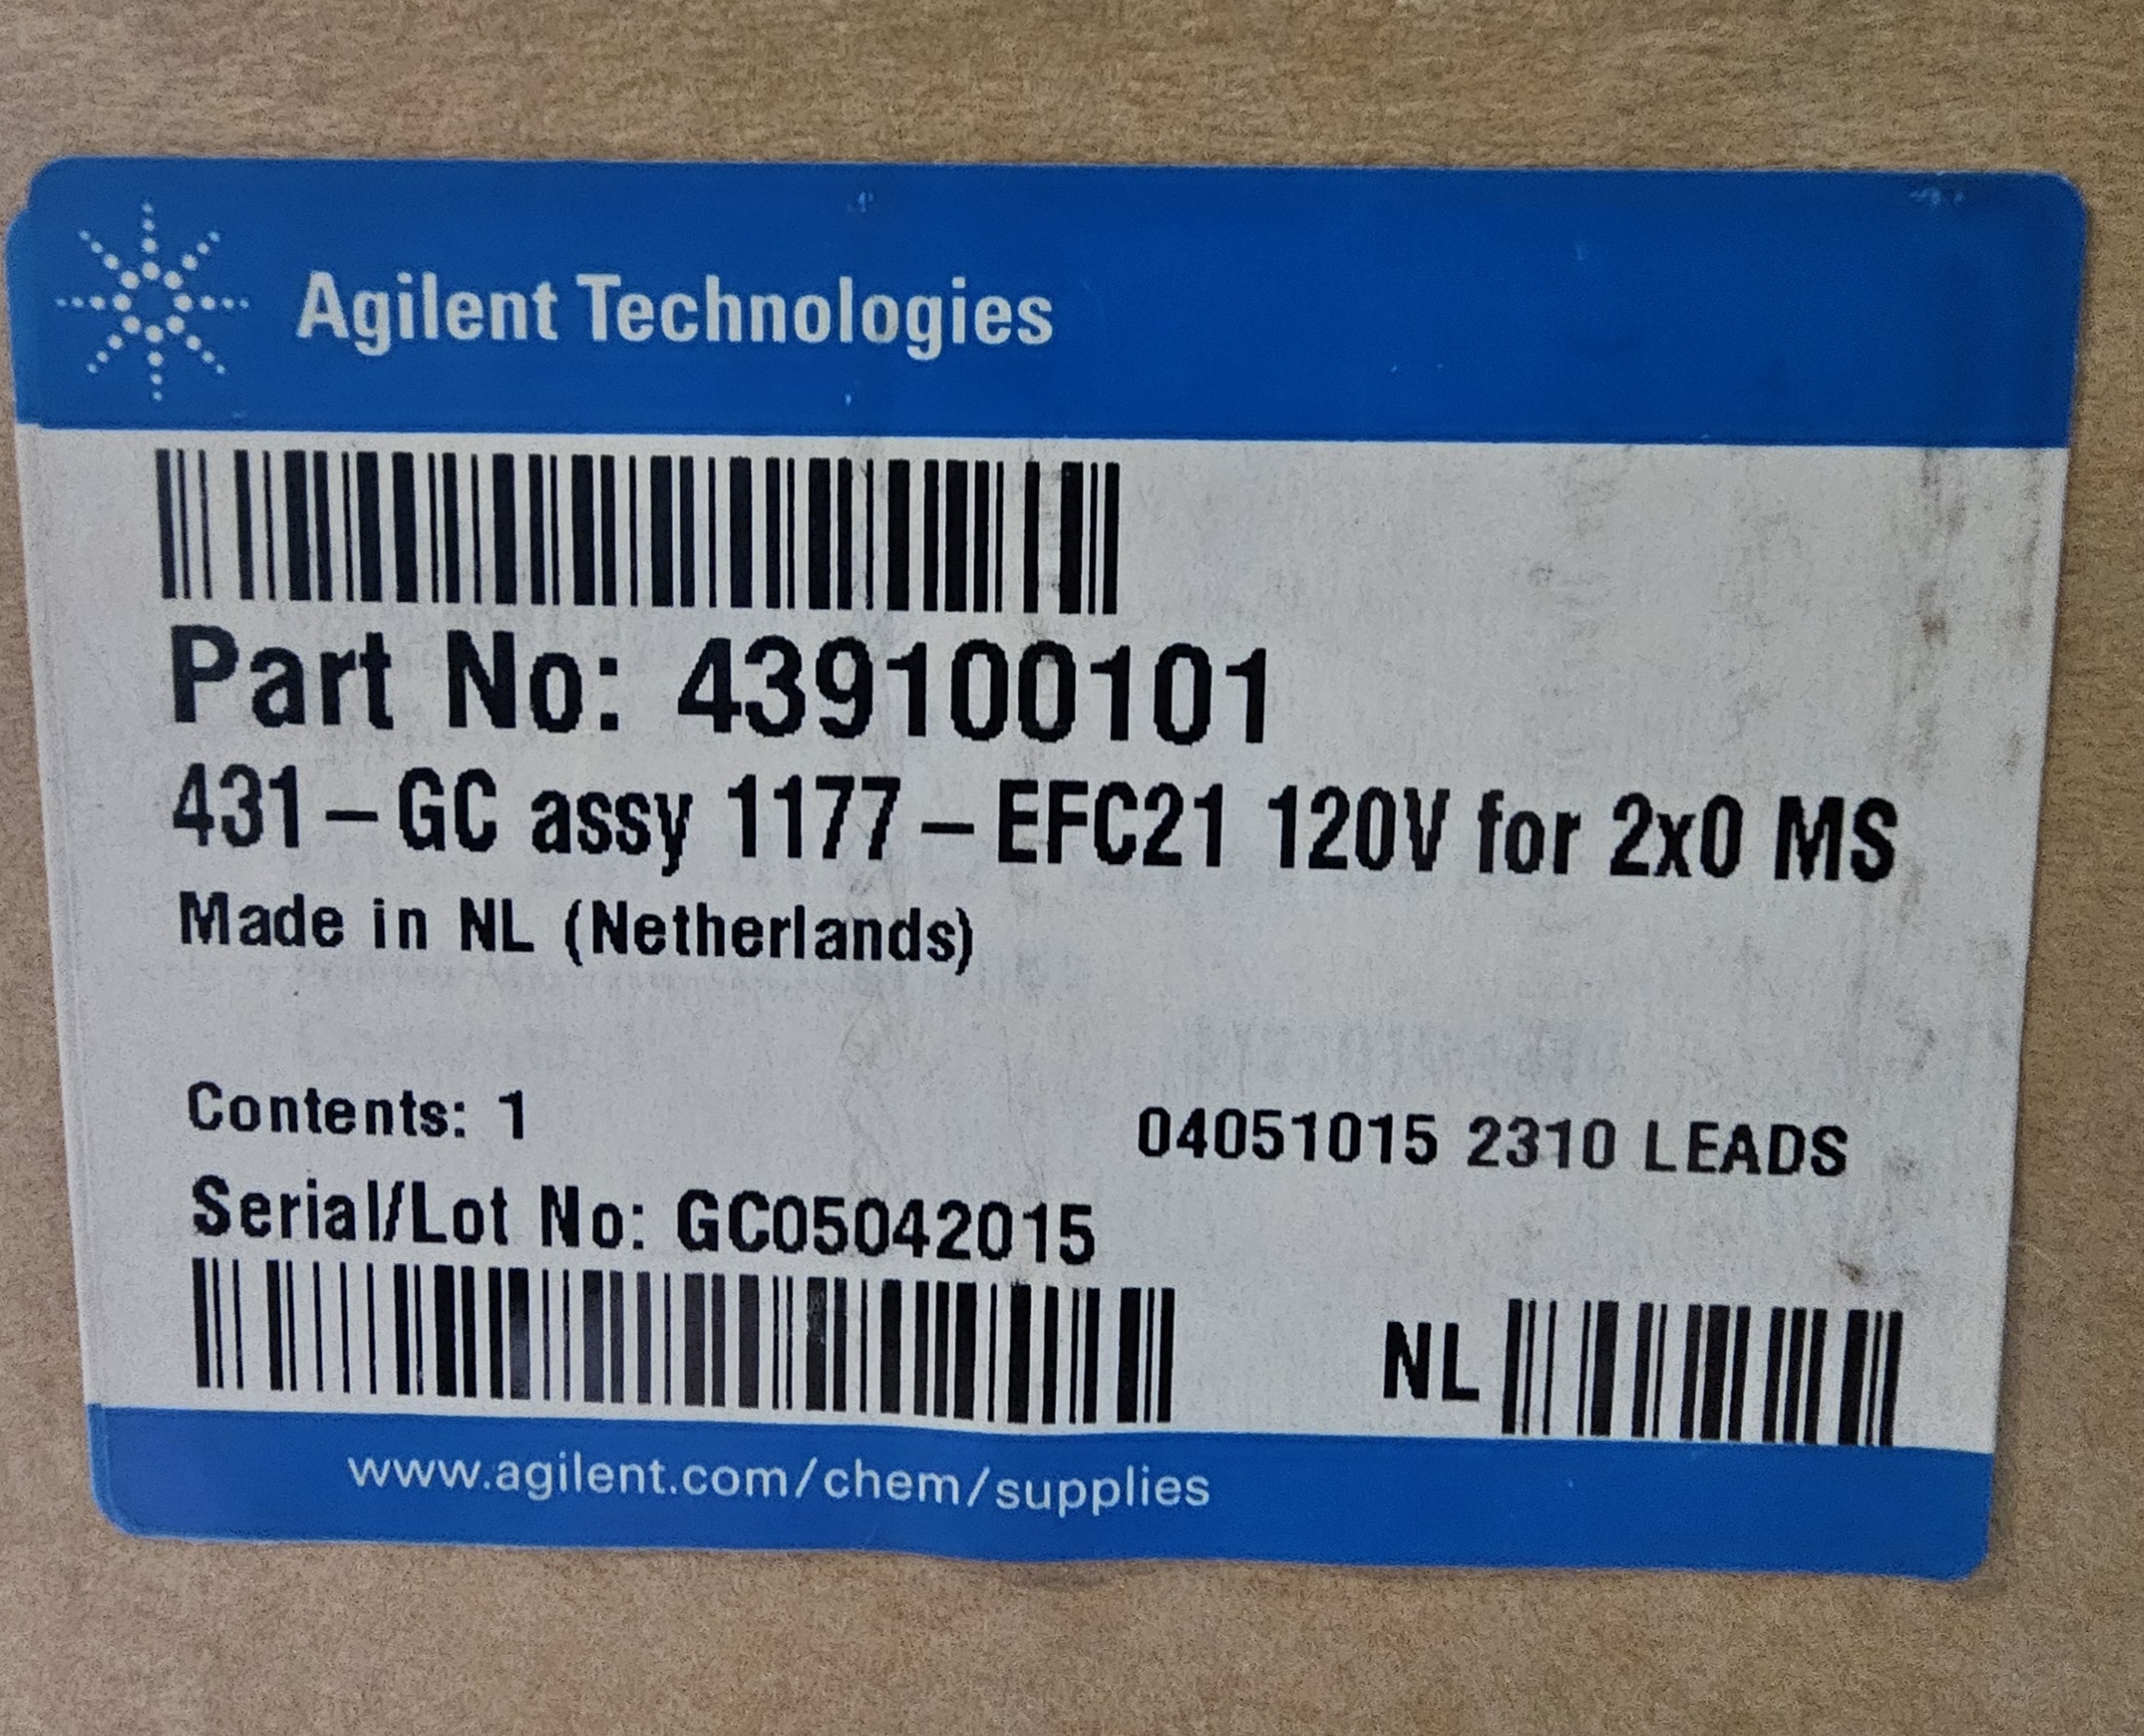 Agilent Technologies
Part No: 439100101
431-GC assy 1177-EFC21 120V for 2x0 MS
Made in NL (Netherlands)
Contents: 1
04051015 2310 LEADS
Serial/Lot No: GC05042015
NL
www.agilent.com/chem/supplies